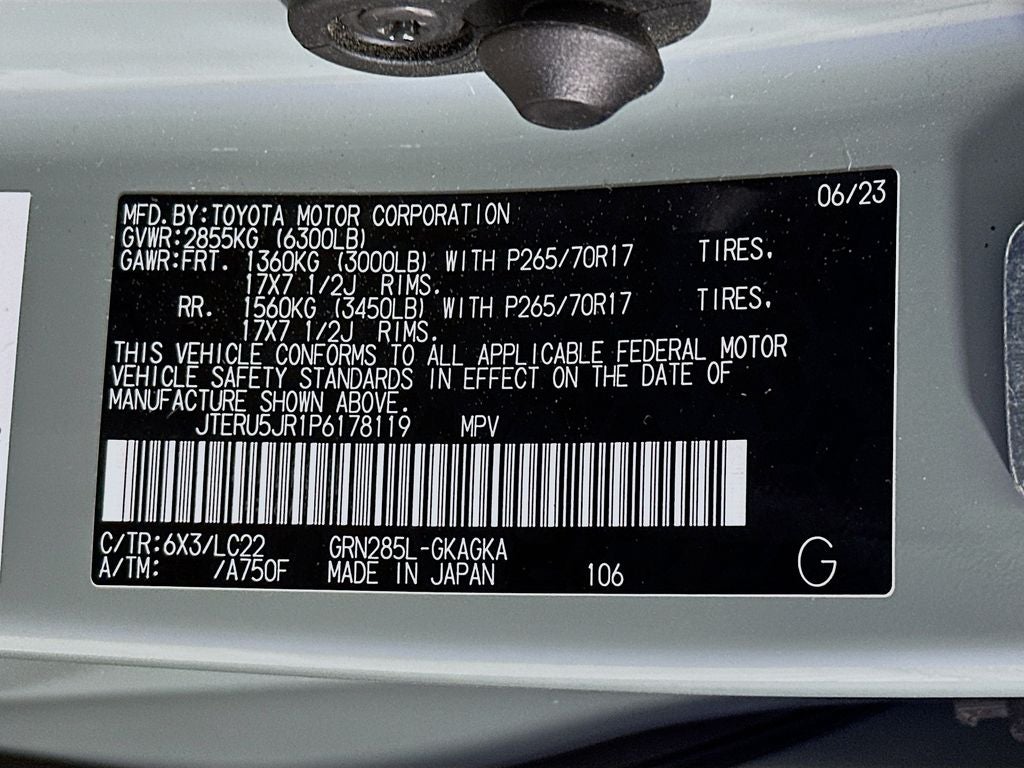 06/23
MFD.BY:TOYOTA MOTOR CORPORATION
GVWR:2855KG (6300LB)
GAWR:FRT. 1360KG (3000LB) WITH P265/70R17 TIRES.
17X7 1/2J RIMS.
RR. 1560KG (3450LB) WITH P265/70R17 TIRES.
17X7 1/2J RIMS.
THIS VEHICLE CONFORMS TO ALL APPLICABLE FEDERAL MOTOR
VEHICLE SAFETY STANDARDS IN EFFECT ON THE DATE OF
MANUFACTURE SHOWN ABOVE.
JTERU5JR1P6178119 MPV
C/TR:6X3/LC22 GRN285L-GKAGKA
A/TM: /A750F MADE IN JAPAN 106 G